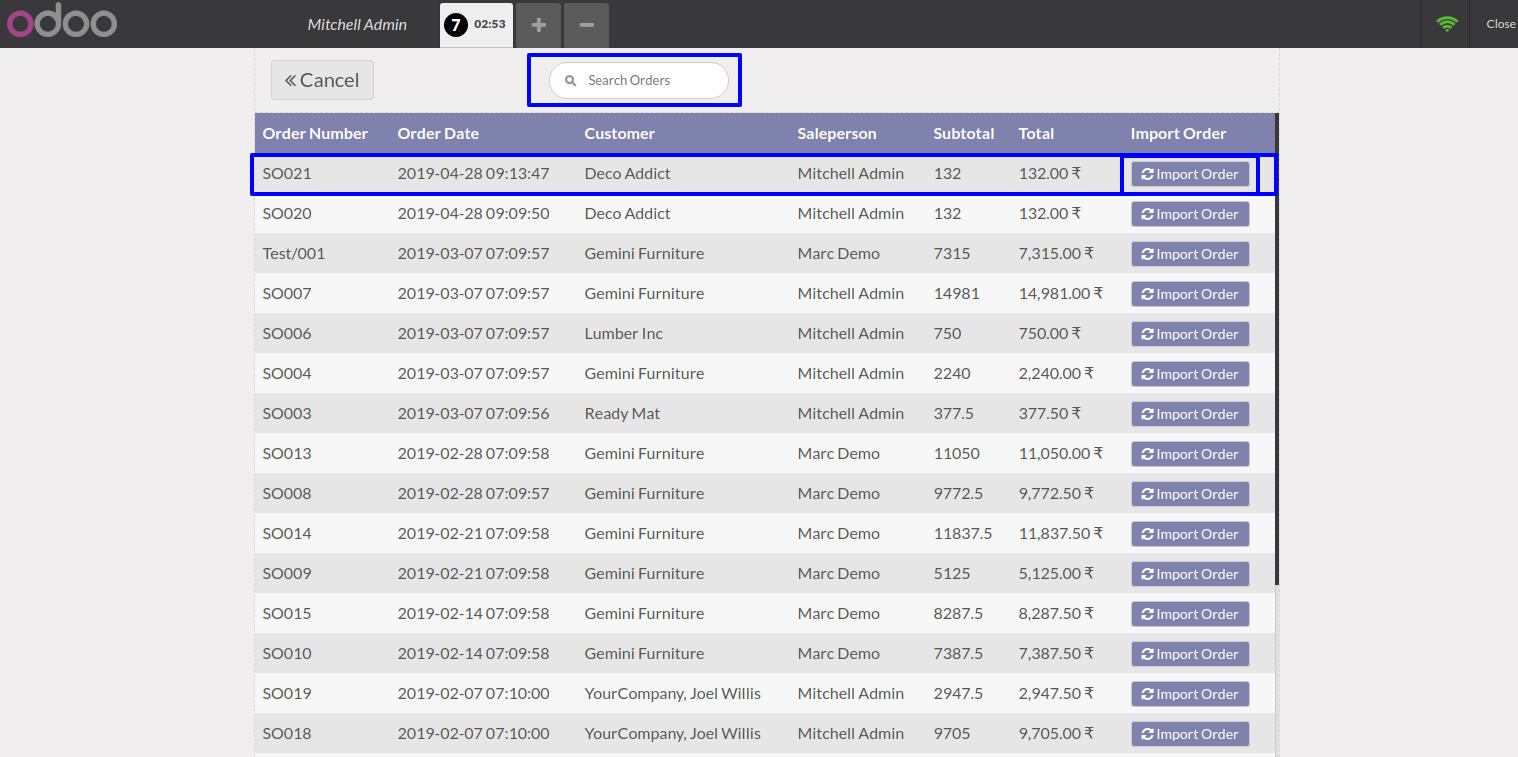 odoo Mitchell Admin 7 02:53 + − Close
Cancel Search Orders
Order Number Order Date Customer Saleperson Subtotal Total Import Order
SO021 2019-04-28 09:13:47 Deco Addict Mitchell Admin 132 132.00 ₹ Import Order
SO020 2019-04-28 09:09:50 Deco Addict Mitchell Admin 132 132.00 ₹ Import Order
Test/001 2019-03-07 07:09:57 Gemini Furniture Marc Demo 7315 7,315.00 ₹ Import Order
SO007 2019-03-07 07:09:57 Gemini Furniture Mitchell Admin 14981 14,981.00 ₹ Import Order
SO006 2019-03-07 07:09:57 Lumber Inc Mitchell Admin 750 750.00 ₹ Import Order
SO004 2019-03-07 07:09:57 Gemini Furniture Mitchell Admin 2240 2,240.00 ₹ Import Order
SO003 2019-03-07 07:09:56 Ready Mat Mitchell Admin 377.5 377.50 ₹ Import Order
SO013 2019-02-28 07:09:58 Gemini Furniture Marc Demo 11050 11,050.00 ₹ Import Order
SO008 2019-02-28 07:09:57 Gemini Furniture Marc Demo 9772.5 9,772.50 ₹ Import Order
SO014 2019-02-21 07:09:58 Gemini Furniture Marc Demo 11837.5 11,837.50 ₹ Import Order
SO009 2019-02-21 07:09:58 Gemini Furniture Marc Demo 5125 5,125.00 ₹ Import Order
SO015 2019-02-14 07:09:58 Gemini Furniture Marc Demo 8287.5 8,287.50 ₹ Import Order
SO010 2019-02-14 07:09:58 Gemini Furniture Marc Demo 7387.5 7,387.50 ₹ Import Order
SO019 2019-02-07 07:10:00 YourCompany, Joel Willis Mitchell Admin 2947.5 2,947.50 ₹ Import Order
SO018 2019-02-07 07:10:00 YourCompany, Joel Willis Mitchell Admin 9705 9,705.00 ₹ Import Order